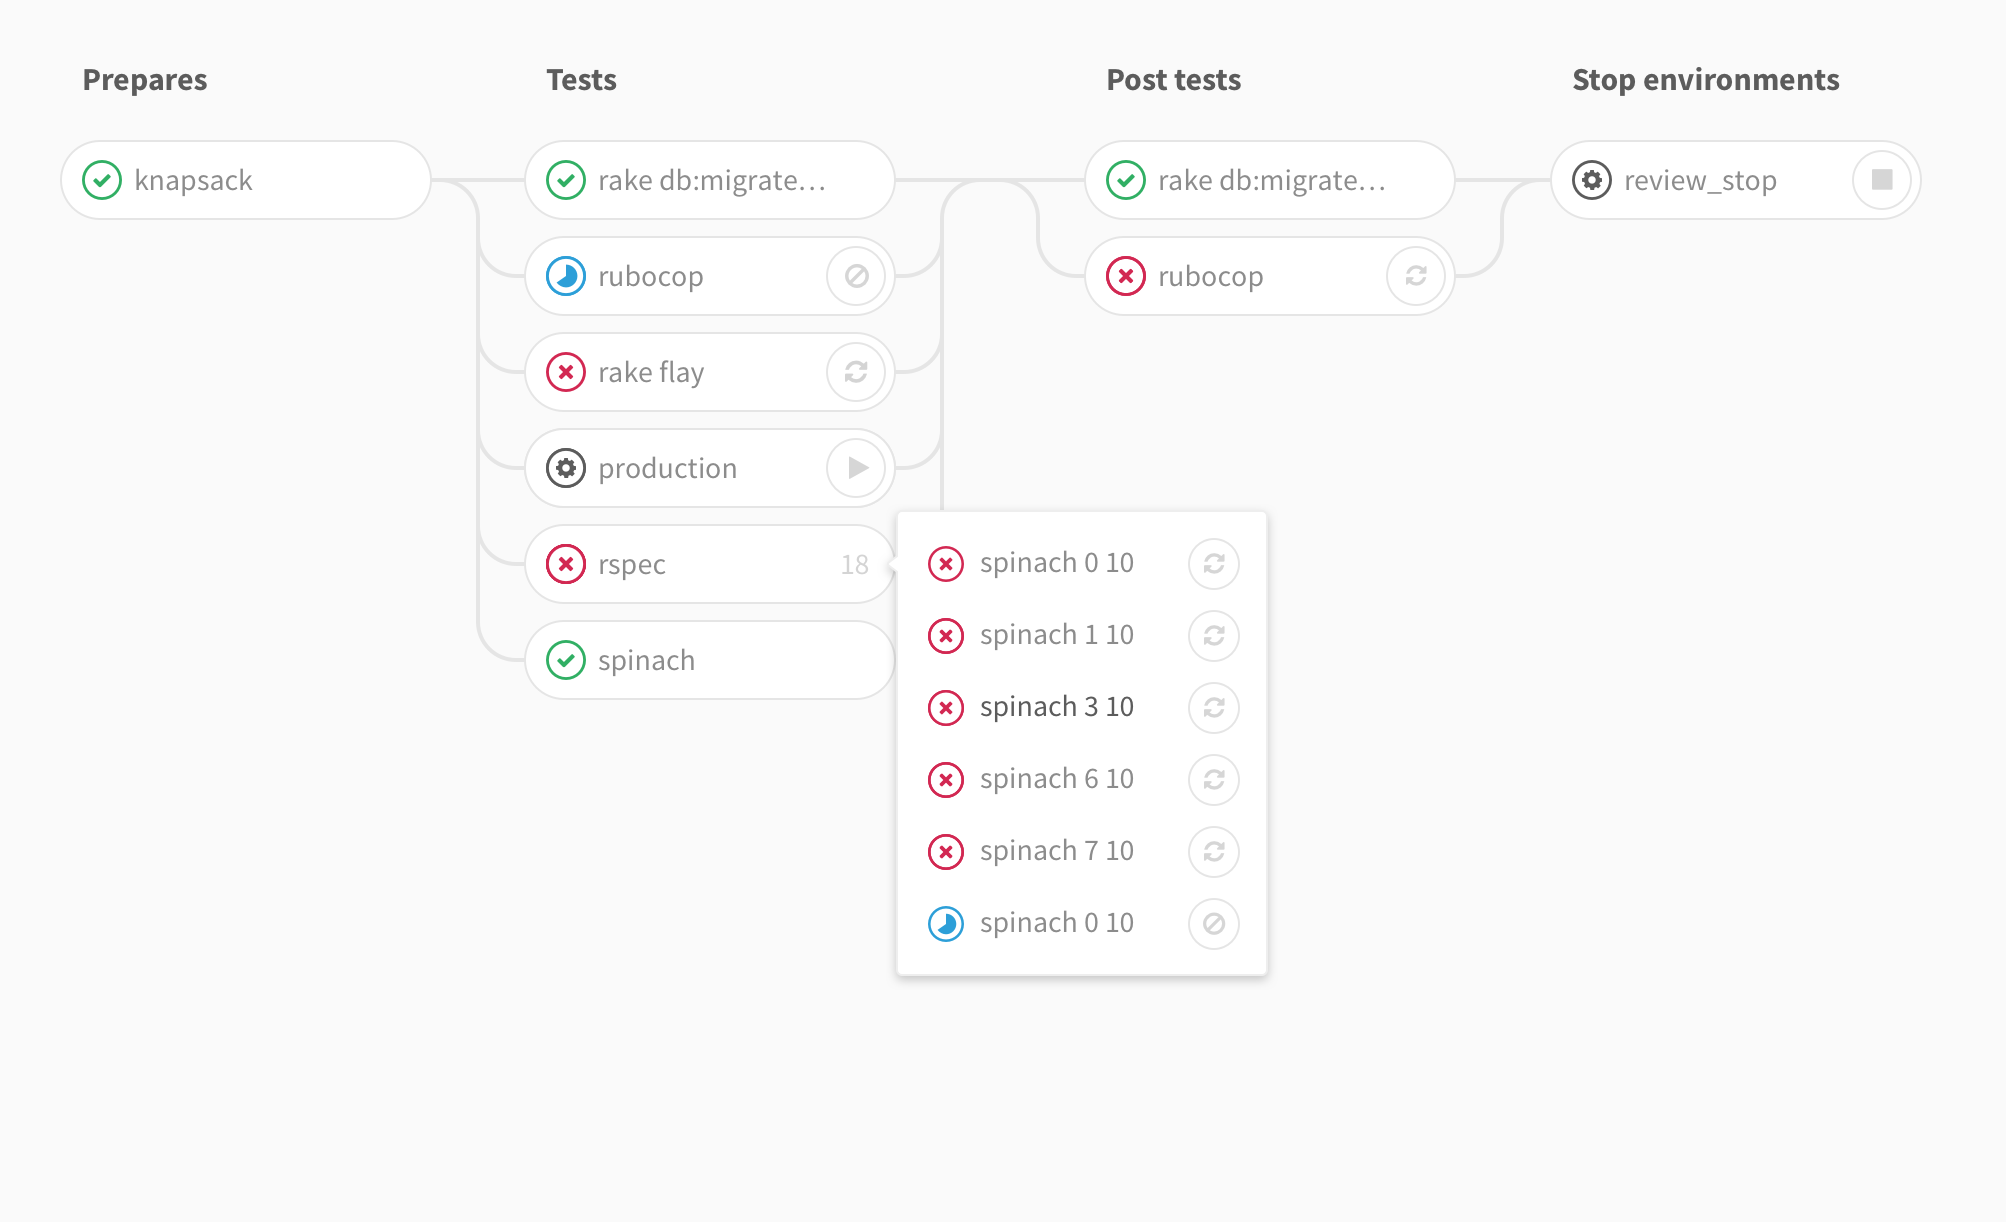 Prepares
knapsack
Tests
rake db:migrate...
rubocop
rake flay
production
rspec 18
spinach
spinach 0 10
spinach 1 10
spinach 3 10
spinach 6 10
spinach 7 10
spinach 0 10
Post tests
rake db:migrate...
rubocop
Stop environments
review_stop